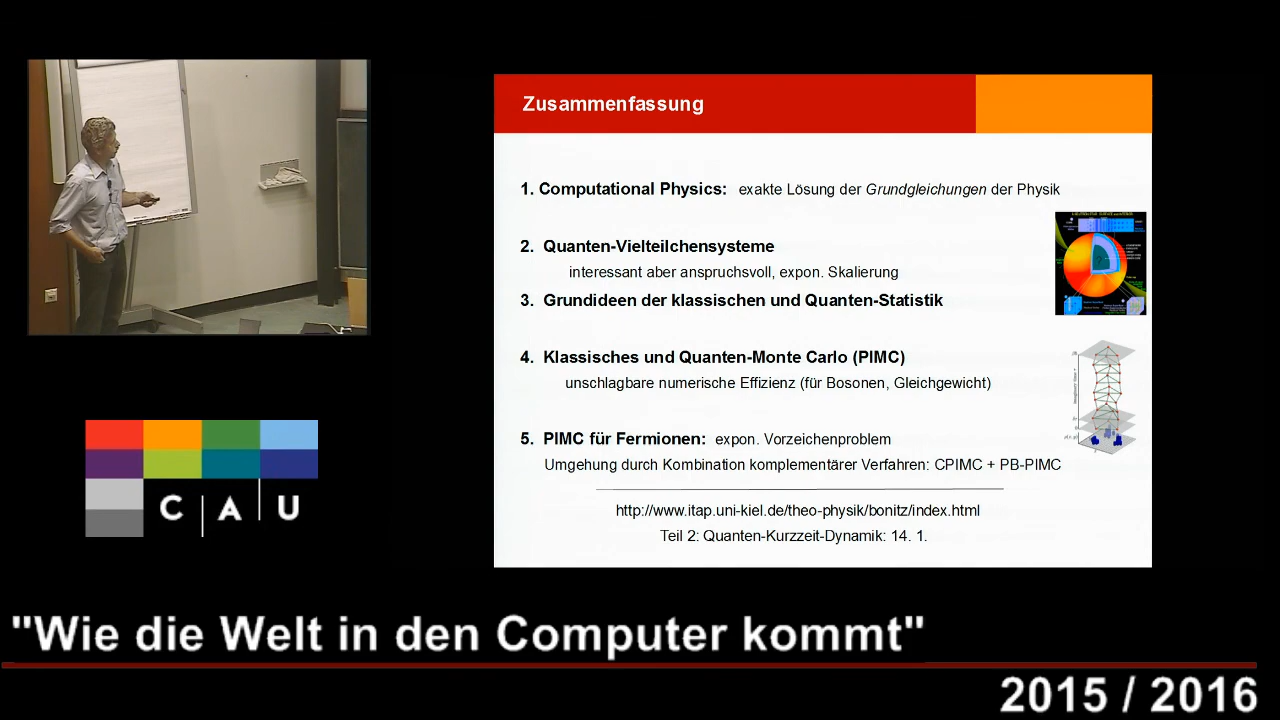 Zusammenfassung
1. Computational Physics: exakte Lösung der Grundgleichungen der Physik
2. Quanten-Vielteilchensysteme
interessant aber anspruchsvoll, expon. Skalierung
3. Grundideen der klassischen und Quanten-Statistik
4. Klassisches und Quanten-Monte Carlo (PIMC)
unschlagbare numerische Effizienz (für Bosonen, Gleichgewicht)
5. PIMC für Fermionen: expon. Vorzeichenproblem
Umgehung durch Kombination komplementärer Verfahren: CPIMC + PB-PIMC
http://www.itap.uni-kiel.de/theo-physik/bonitz/index.html
Teil 2: Quanten-Kurzzeit-Dynamik: 14. 1.
C A U
"Wie die Welt in den Computer kommt"
2015 / 2016